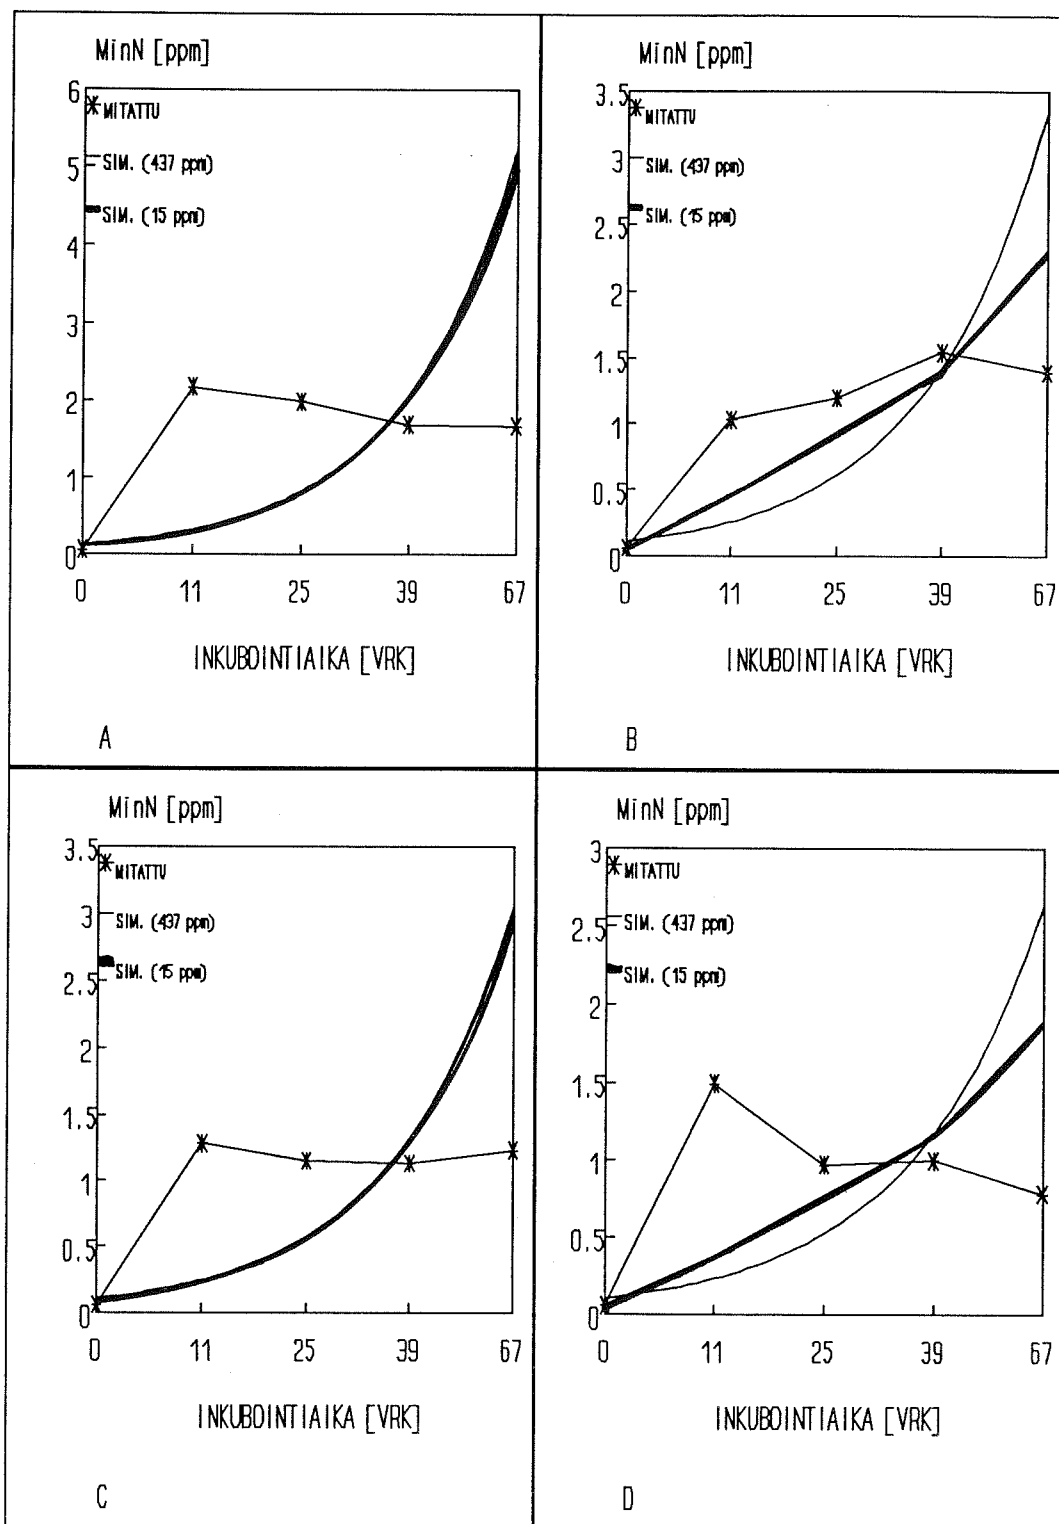 MinN [ppm]
6
MITATTU
SIM. (437 ppm)
5
SIM. (15 ppm)
4
3
2
1
0
0 11 25 39 67
INKUBOINTIAIKA [VRK]
A
MinN [ppm]
3.5
MITATTU
3
SIM. (437 ppm)
SIM. (15 ppm)
2.5
2
1.5
1
0.5
0
0 11 25 39 67
INKUBOINTIAIKA [VRK]
B
MinN [ppm]
3.5
MITATTU
3
SIM. (437 ppm)
SIM. (15 ppm)
2.5
2
1.5
1
0.5
0
0 11 25 39 67
INKUBOINTIAIKA [VRK]
C
MinN [ppm]
3
MITATTU
SIM. (437 ppm)
2.5
SIM. (15 ppm)
2
1.5
1
0.5
0
0 11 25 39 67
INKUBOINTIAIKA [VRK]
D